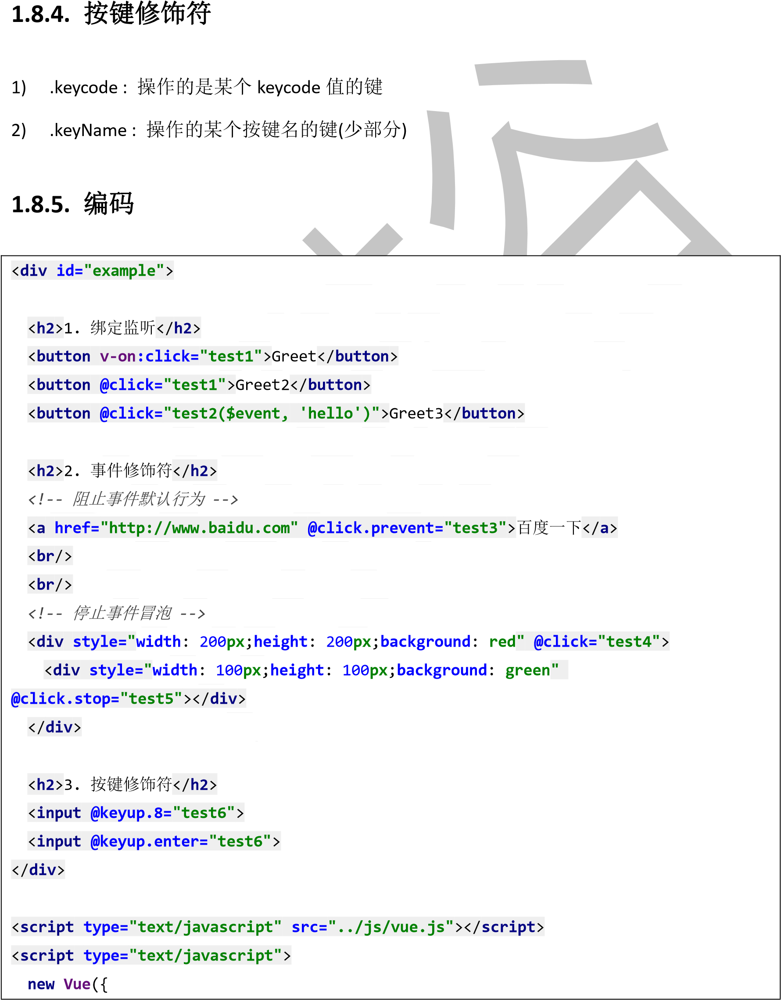 1.8.4. 按键修饰符
1) .keycode : 操作的是某个 keycode 值的键
2) .keyName : 操作的某个按键名的键(少部分)
1.8.5. 编码
<div id="example">
<h2>1. 绑定监听</h2>
<button v-on:click="test1">Greet</button>
<button @click="test1">Greet2</button>
<button @click="test2($event, 'hello')">Greet3</button>
<h2>2. 事件修饰符</h2>
<!-- 阻止事件默认行为 -->
<a href="http://www.baidu.com" @click.prevent="test3">百度一下</a>
<br/>
<br/>
<!-- 停止事件冒泡 -->
<div style="width: 200px;height: 200px;background: red" @click="test4">
<div style="width: 100px;height: 100px;background: green"
@click.stop="test5"></div>
</div>
<h2>3. 按键修饰符</h2>
<input @keyup.8="test6">
<input @keyup.enter="test6">
</div>
<script type="text/javascript" src="../js/vue.js"></script>
<script type="text/javascript">
new Vue({